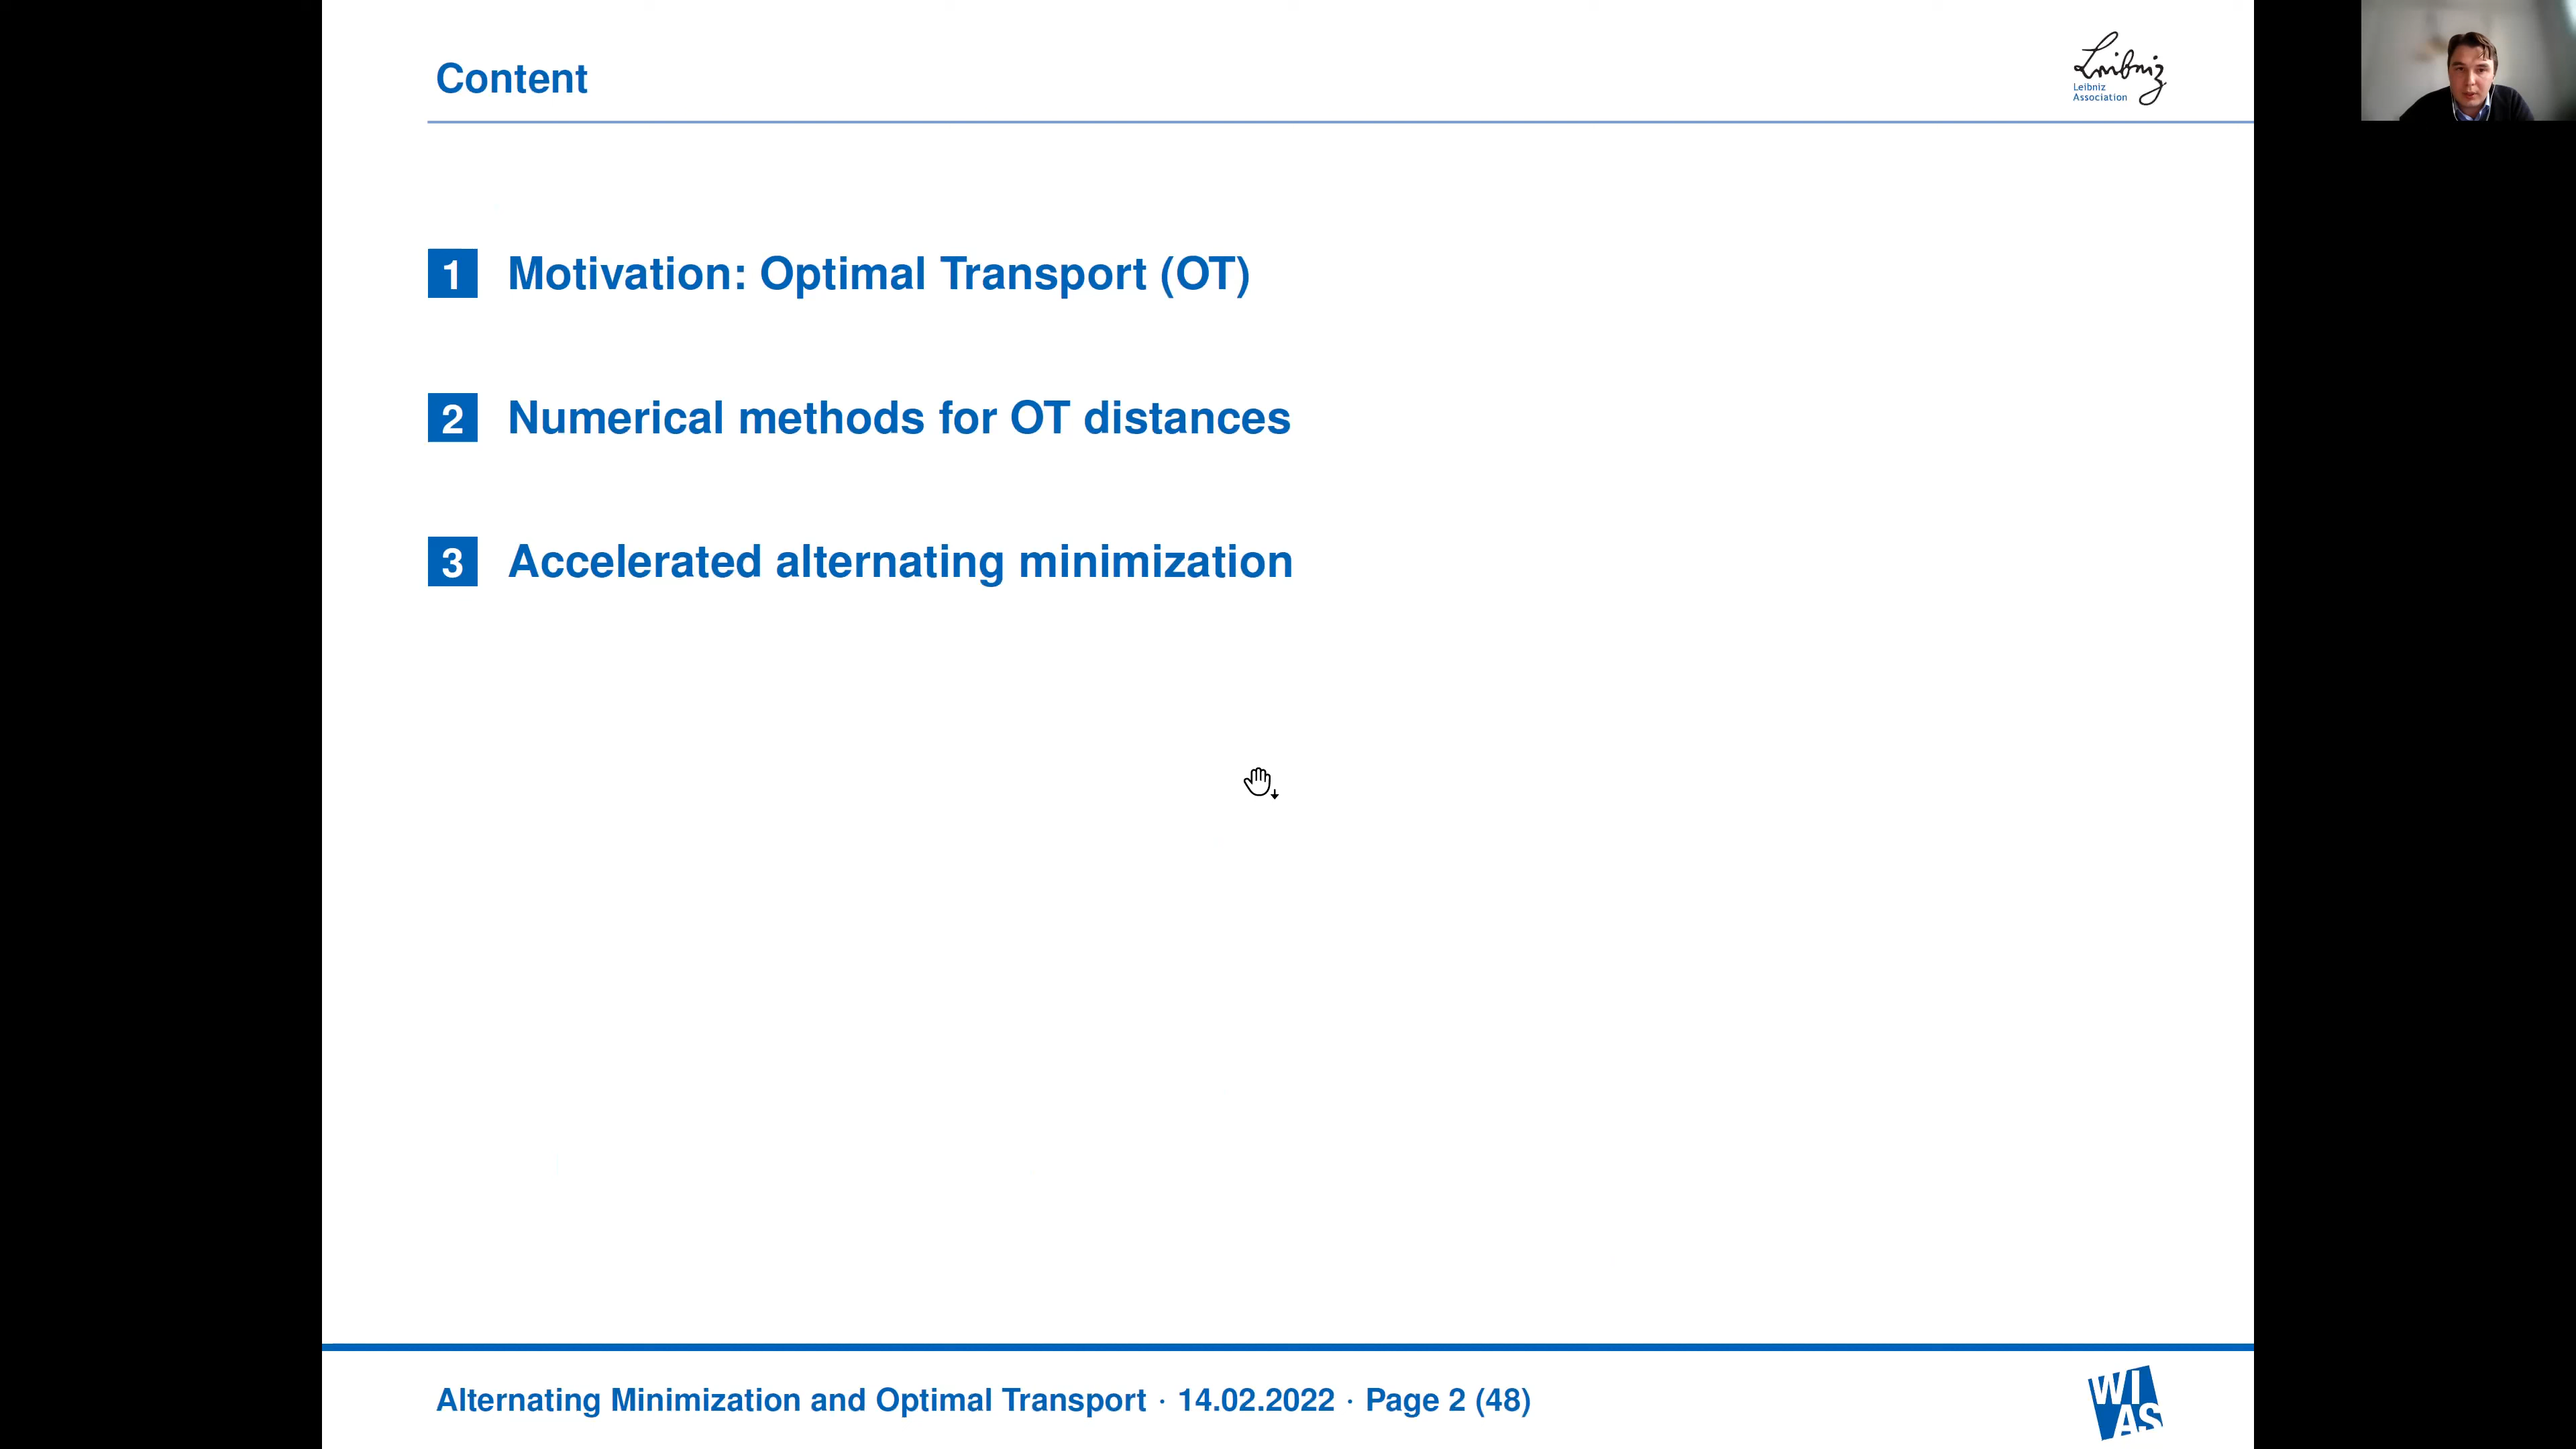 Content
Leibniz
Leibniz
Association
1 Motivation: Optimal Transport (OT)
2 Numerical methods for OT distances
3 Accelerated alternating minimization
Alternating Minimization and Optimal Transport · 14.02.2022 · Page 2 (48)
WI
AS